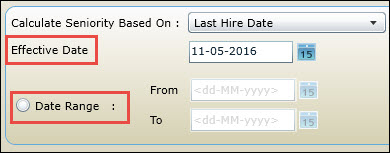 Calculate Seniority Based On : Last Hire Date
Effective Date 11-05-2016 15
From <dd-MM-yyyy> 15
Date Range :
To <dd-MM-yyyy> 15